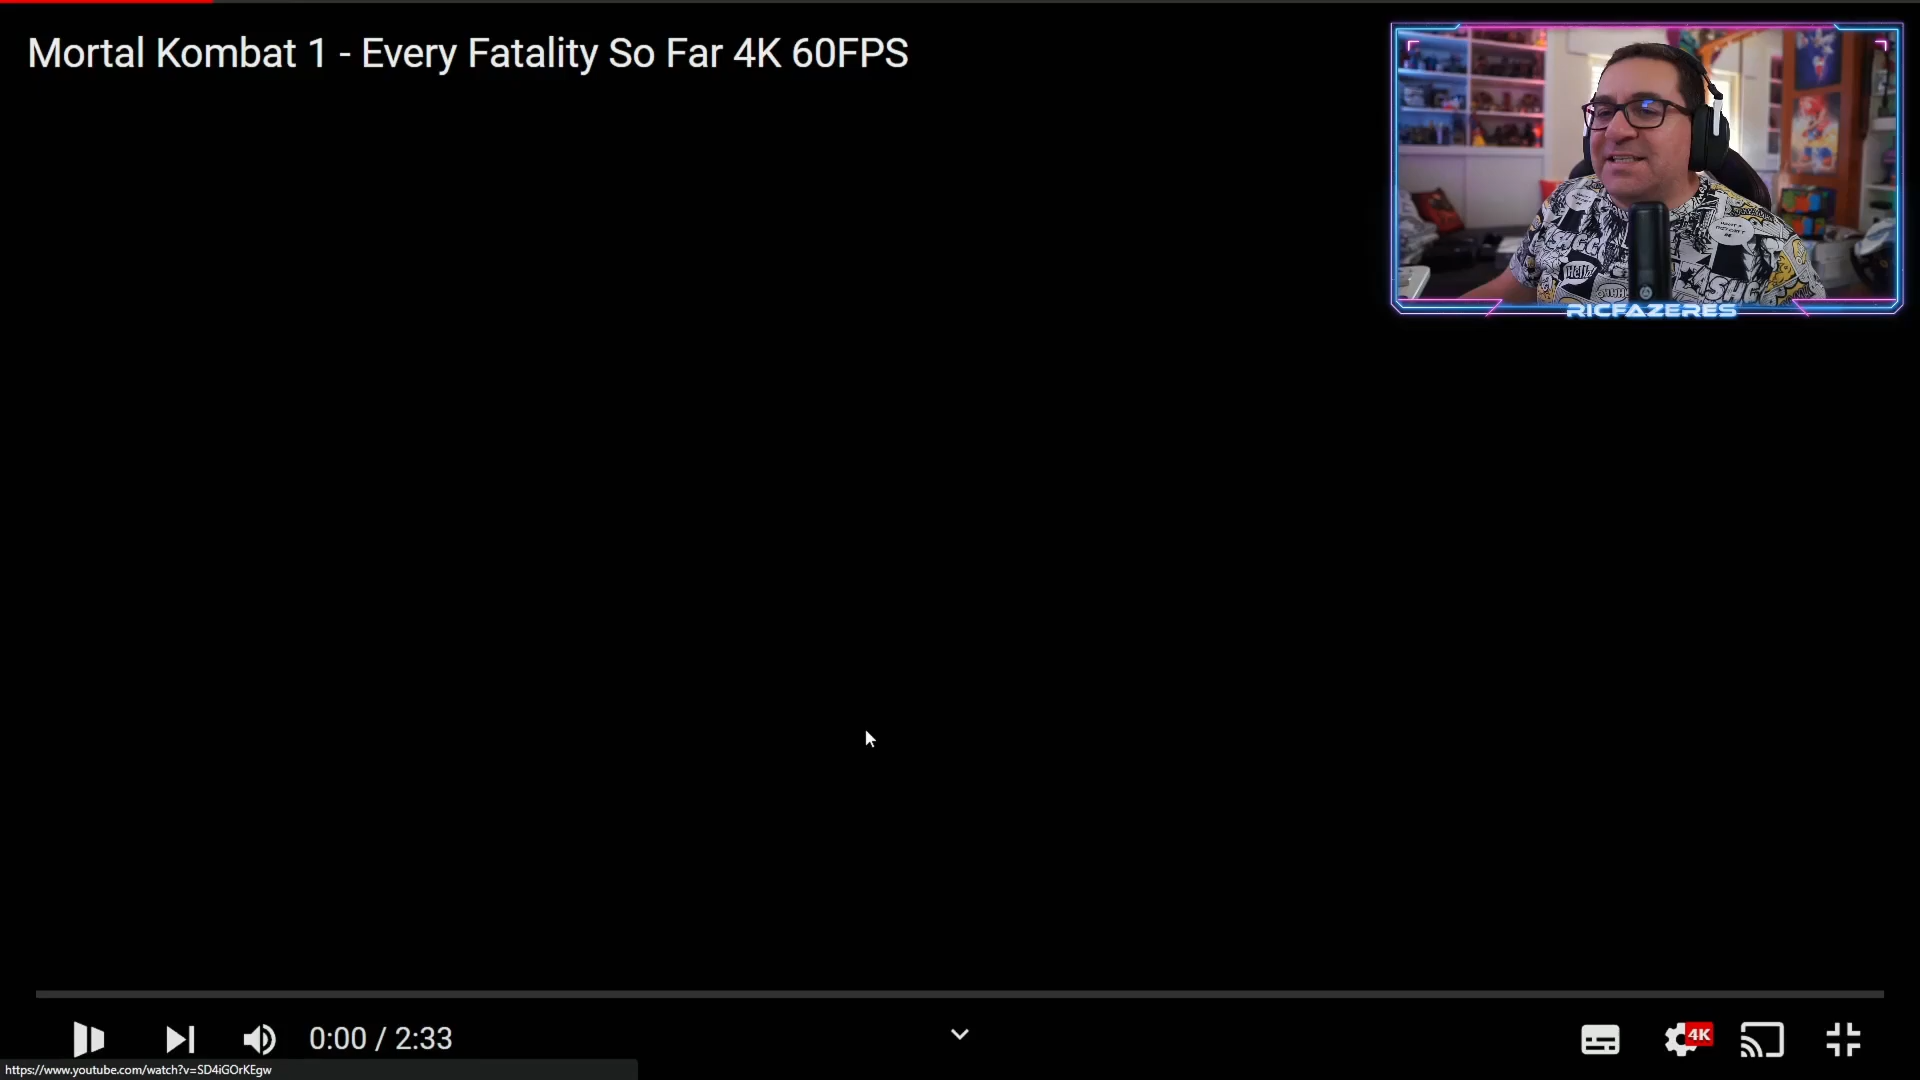 Mortal Kombat 1 - Every Fatality So Far 4K 60FPS
Hell
RICFAZERES
0:00 / 2:33
4K
https://www.youtube.com/watch?v=SD4iGOrKEgw